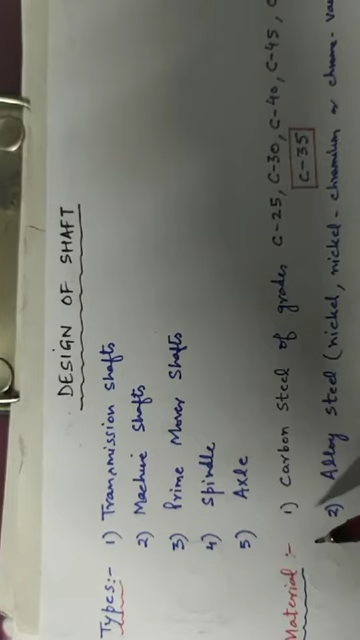 DESIGN OF SHAFT
Types:- 1) Transmission shafts
2) Machine shafts
3) Prime Mover Shafts
4) Spindle
5) Axle
Material:- 1) Carbon Steel of grades C-25, C-30, C-40, C-45,
C-35
2) Alloy steel (nickel, nickel-chromium or chrome-